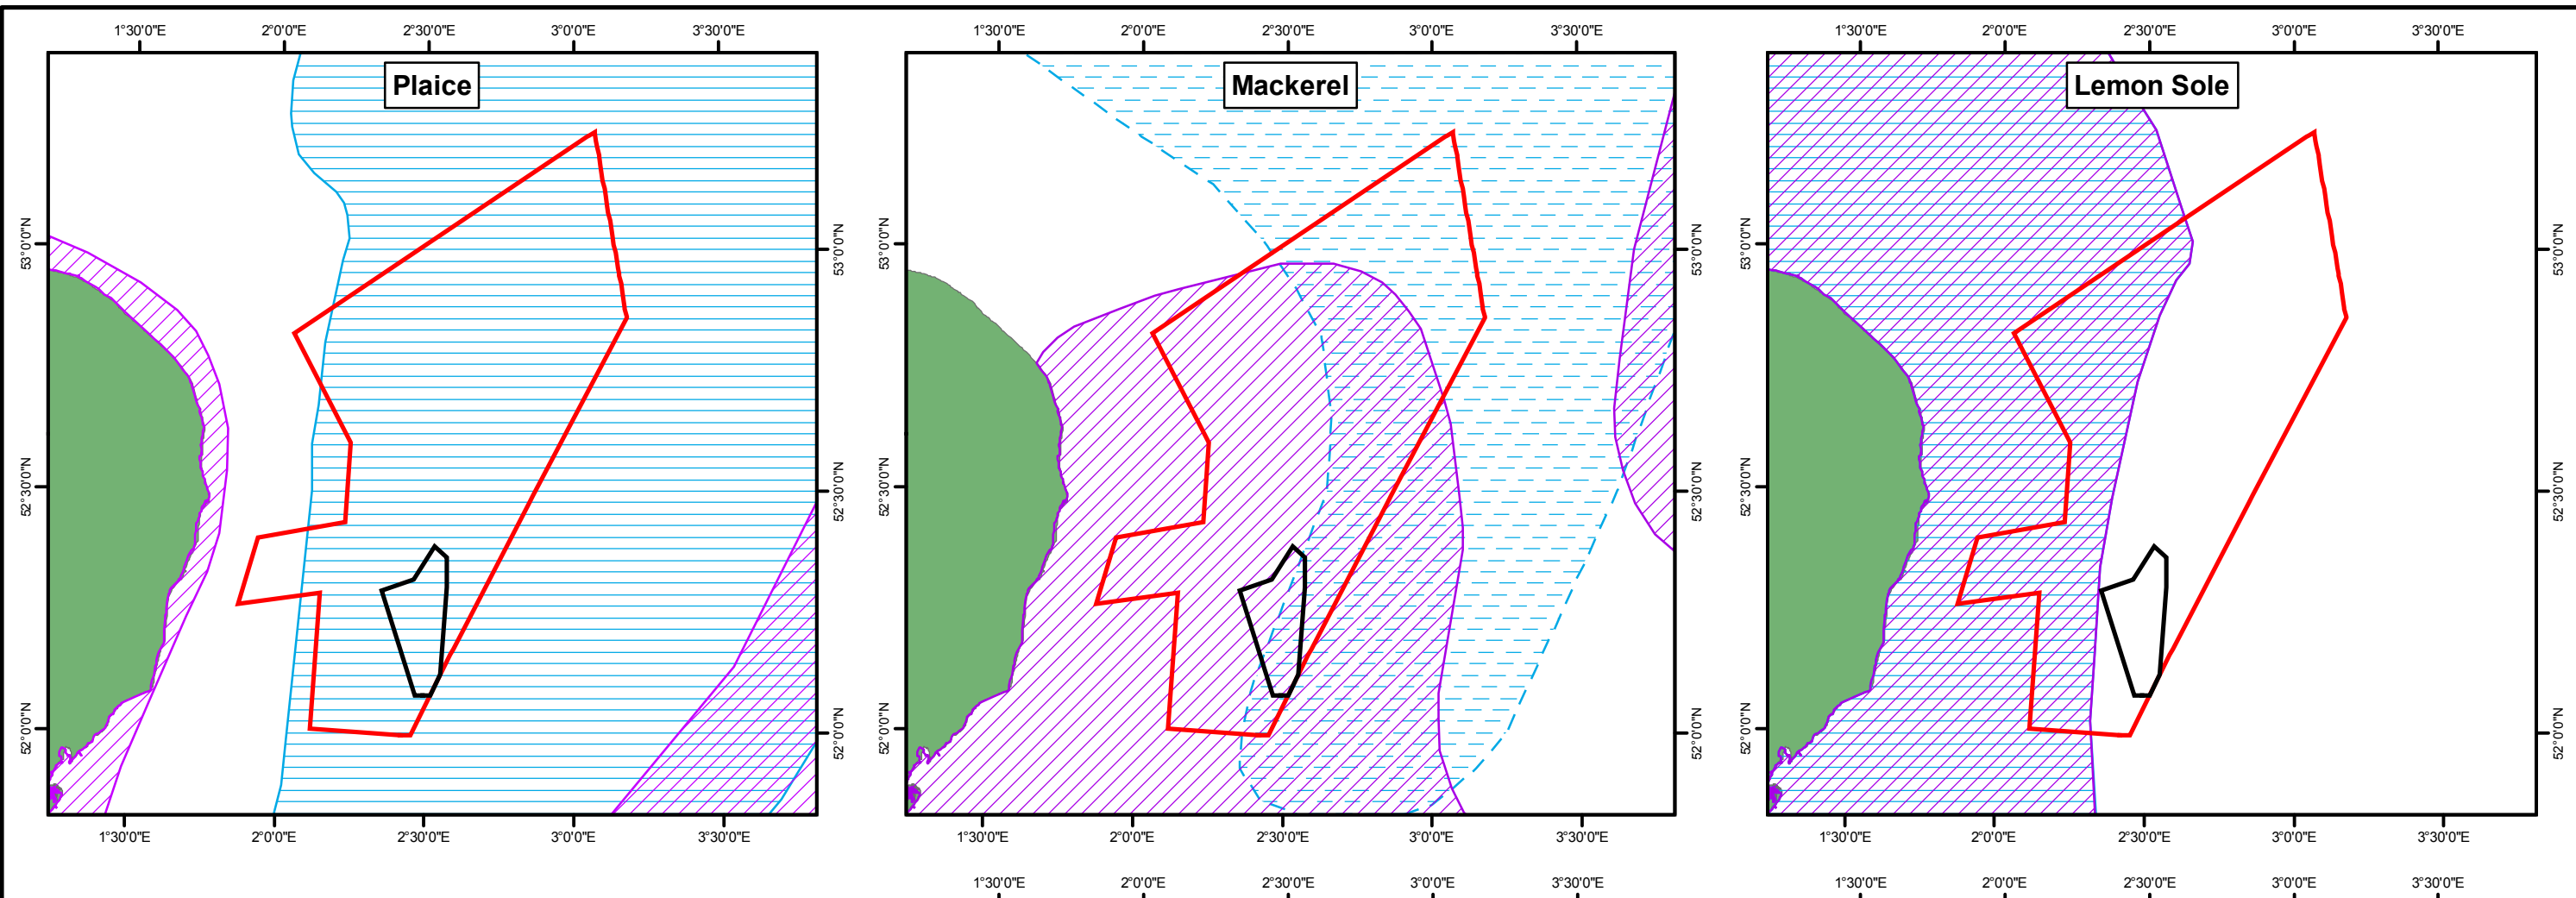 1°30'0"E 2°0'0"E 2°30'0"E 3°0'0"E 3°30'0"E 1°30'0"E 2°0'0"E 2°30'0"E 3°0'0"E 3°30'0"E 1°30'0"E 2°0'0"E 2°30'0"E 3°0'0"E 3°30'0"E
Plaice Mackerel Lemon Sole
53°0'0"N 53°0'0"N 53°0'0"N 53°0'0"N 53°0'0"N 53°0'0"N
52°30'0"N 52°30'0"N 52°30'0"N 52°30'0"N 52°30'0"N 52°30'0"N
52°0'0"N 52°0'0"N 52°0'0"N 52°0'0"N 52°0'0"N 52°0'0"N
1°30'0"E 2°0'0"E 2°30'0"E 3°0'0"E 3°30'0"E 1°30'0"E 2°0'0"E 2°30'0"E 3°0'0"E 3°30'0"E 1°30'0"E 2°0'0"E 2°30'0"E 3°0'0"E 3°30'0"E
1°30'0"E 2°0'0"E 2°30'0"E 3°0'0"E 3°30'0"E 1°30'0"E 2°0'0"E 2°30'0"E 3°0'0"E 3°30'0"E